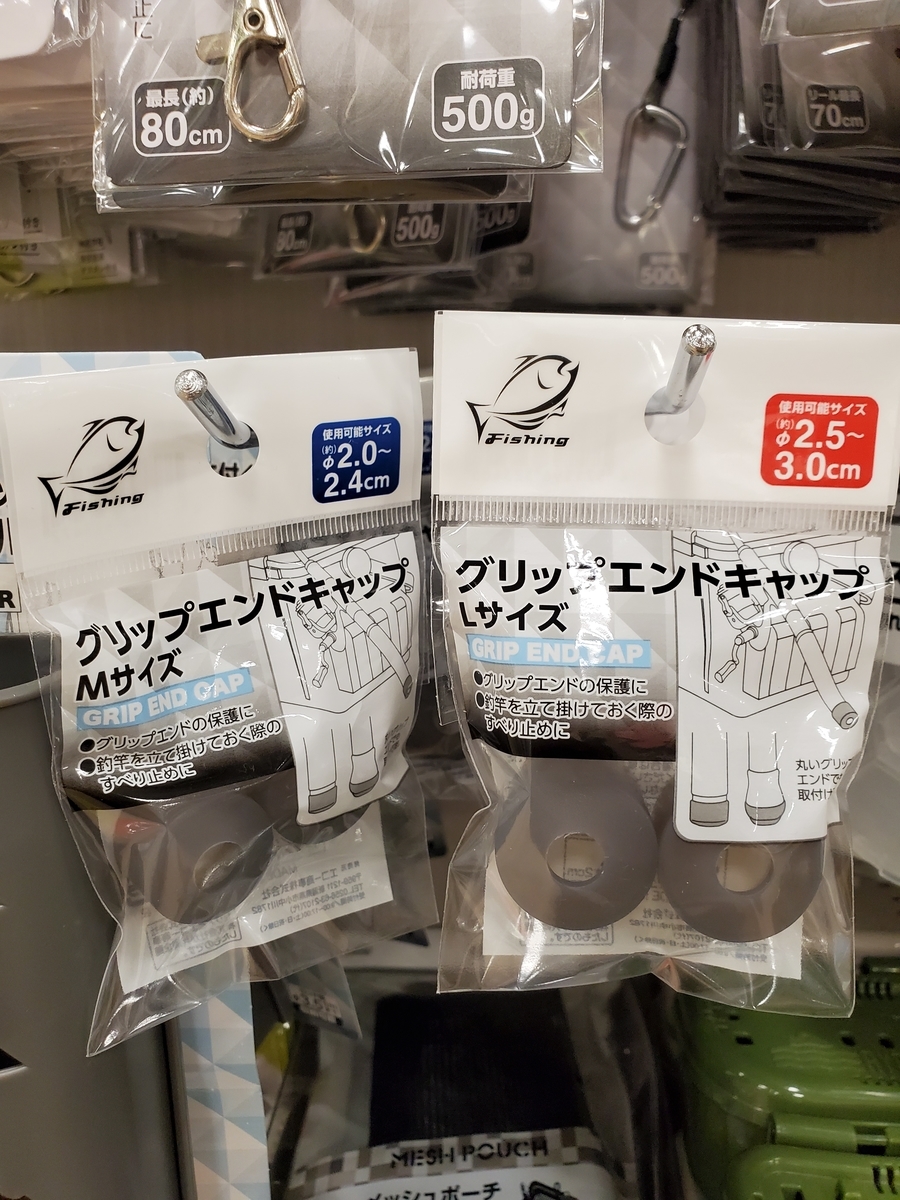 止に
最長(約)
80cm
耐荷重
500g
70cm
80cm
500g
500g
Fishing
使用可能サイズ
(約)φ2.0～
2.4cm
グリップエンドキャップ
Mサイズ
GRIP END CAP
●グリップエンドの保護に
●釣竿を立て掛けておく際の
すべり止めに
Fishing
使用可能サイズ
(約)φ2.5～
3.0cm
グリップエンドキャップ
Lサイズ
GRIP END CAP
●グリップエンドの保護に
●釣竿を立て掛けておく際の
すべり止めに
丸いグリッ
エンドで
取付け
MESH POUCH
メッシュポーチ